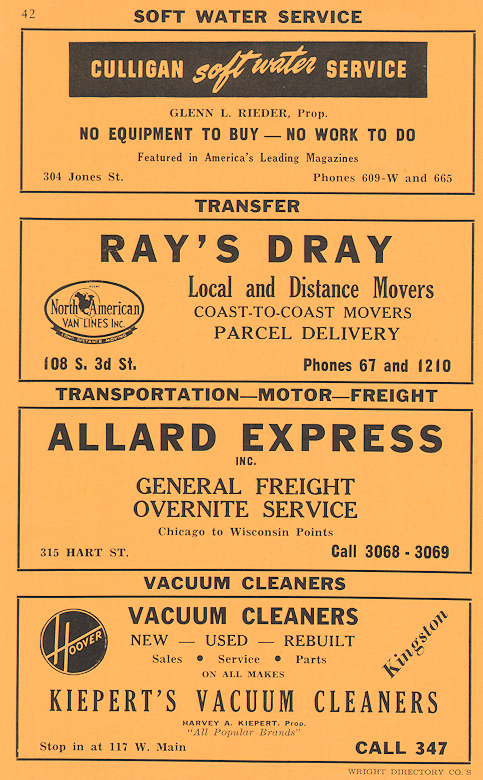 42
SOFT WATER SERVICE
CULLIGAN soft water SERVICE
GLENN L. RIEDER, Prop.
NO EQUIPMENT TO BUY — NO WORK TO DO
Featured in America's Leading Magazines
304 Jones St. Phones 609-W and 665
TRANSFER
RAY'S DRAY
Local and Distance Movers
COAST-TO-COAST MOVERS
PARCEL DELIVERY
North American
VAN LINES Inc.
LONG DISTANCE MOVING
108 S. 3d St. Phones 67 and 1210
TRANSPORTATION—MOTOR—FREIGHT
ALLARD EXPRESS
INC.
GENERAL FREIGHT
OVERNITE SERVICE
Chicago to Wisconsin Points
315 HART ST. Call 3068 - 3069
VACUUM CLEANERS
HOOVER
VACUUM CLEANERS
NEW — USED — REBUILT
Sales • Service • Parts
ON ALL MAKES
Kingston
KIEPERT'S VACUUM CLEANERS
HARVEY A. KIEPERT, Prop.
"All Popular Brands"
Stop in at 117 W. Main CALL 347
WRIGHT DIRECTORY CO.'S